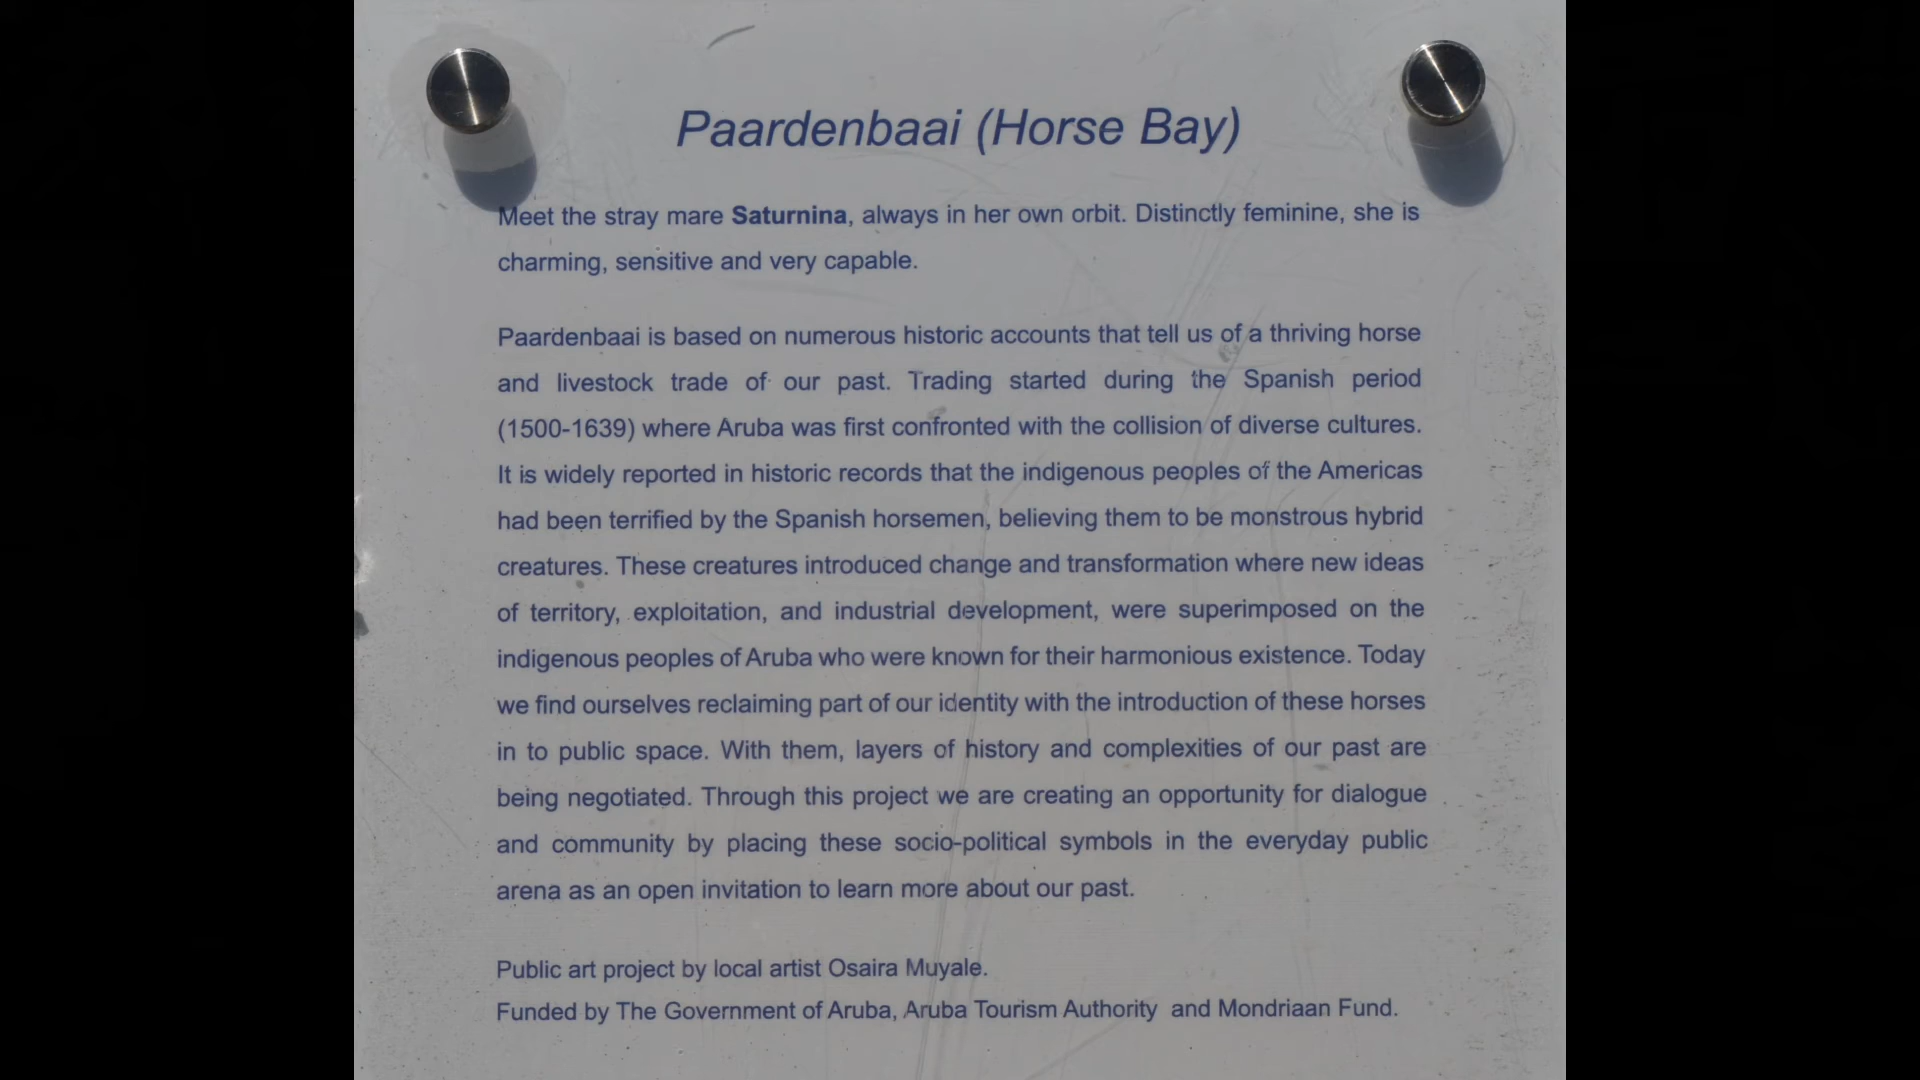 Paardenbaai (Horse Bay)
Meet the stray mare Saturnina, always in her own orbit. Distinctly feminine, she is
charming, sensitive and very capable.
Paardenbaai is based on numerous historic accounts that tell us of a thriving horse
and livestock trade of our past. Trading started during the Spanish period
(1500-1639) where Aruba was first confronted with the collision of diverse cultures.
It is widely reported in historic records that the indigenous peoples of the Americas
had been terrified by the Spanish horsemen, believing them to be monstrous hybrid
creatures. These creatures introduced change and transformation where new ideas
of territory, exploitation, and industrial development, were superimposed on the
indigenous peoples of Aruba who were known for their harmonious existence. Today
we find ourselves reclaiming part of our identity with the introduction of these horses
in to public space. With them, layers of history and complexities of our past are
being negotiated. Through this project we are creating an opportunity for dialogue
and community by placing these socio-political symbols in the everyday public
arena as an open invitation to learn more about our past.
Public art project by local artist Osaira Muyale.
Funded by The Government of Aruba, Aruba Tourism Authority and Mondriaan Fund.